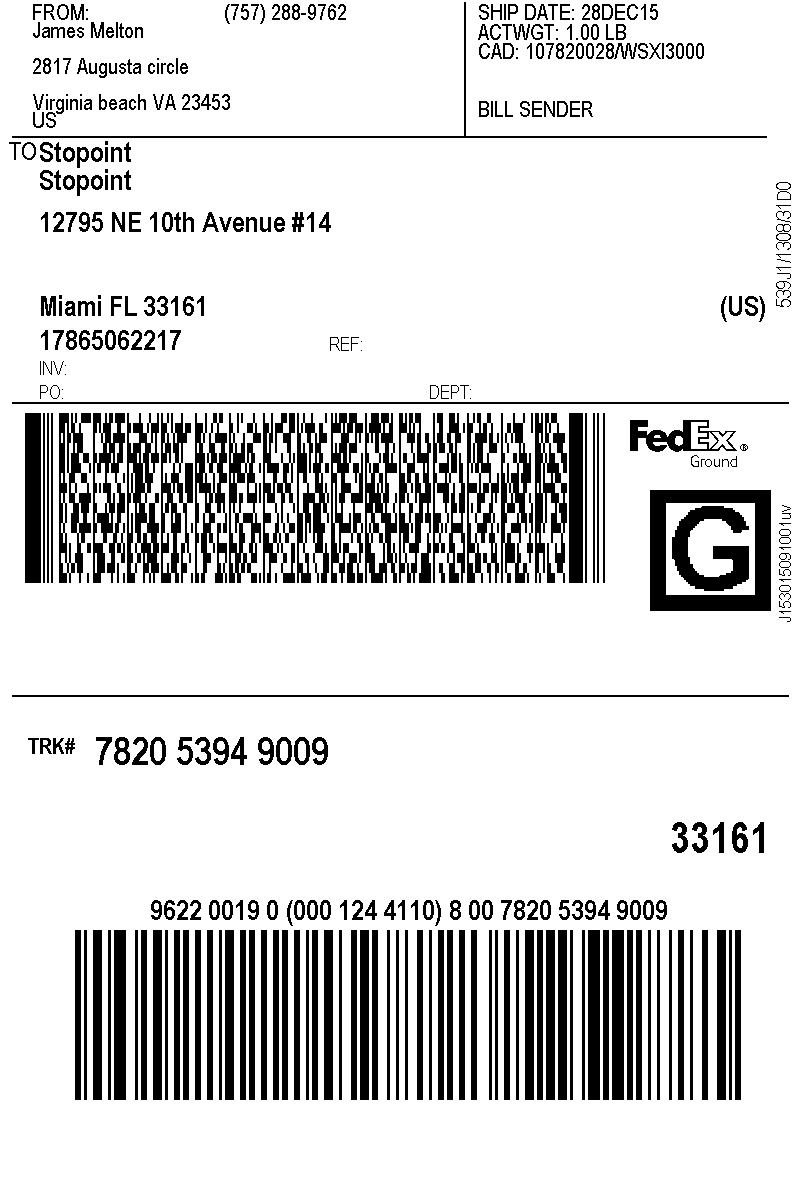 FROM: (757) 288-9762
James Melton
2817 Augusta circle
Virginia beach VA 23453
US
SHIP DATE: 28DEC15
ACTWGT: 1.00 LB
CAD: 107820028/WSXI3000
BILL SENDER
TO Stopoint
Stopoint
12795 NE 10th Avenue #14
Miami FL 33161 (US)
17865062217 REF:
INV:
PO: DEPT:
539J1/1308/31D0
FedEx®
Ground
G
J153015091001uv
TRK# 7820 5394 9009
33161
9622 0019 0 (000 124 4110) 8 00 7820 5394 9009